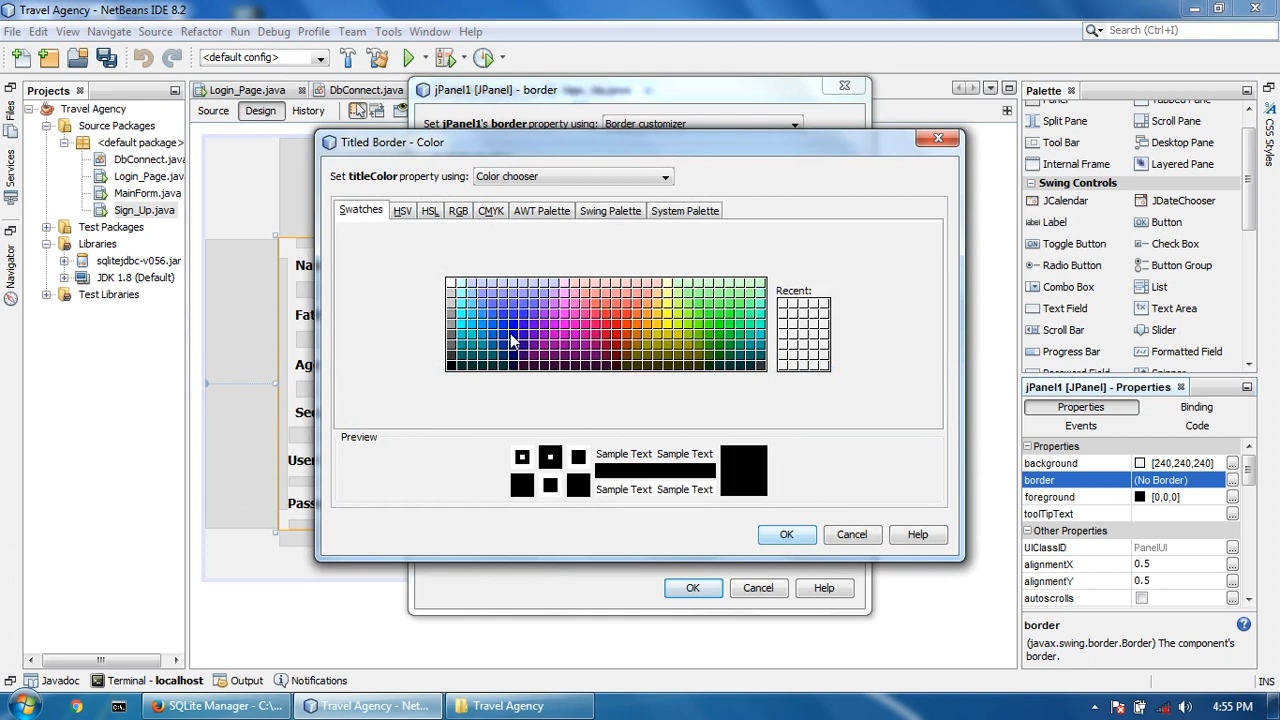 Travel Agency - NetBeans IDE 8.2
File Edit View Navigate Source Refactor Run Debug Profile Team Tools Window Help
Search (Ctrl+I)
<default config>
Projects
Login_Page.java
DbConnect.java
jPanel1 [JPanel] - border
Palette
Files
Navigator
CSS Styles
Travel Agency
Source Packages
<default package>
DbConnect.java
Login_Page.java
MainForm.java
Sign_Up.java
Test Packages
Libraries
sqlitejdbc-v056.jar
JDK 1.8 (Default)
Test Libraries
Source Design History
Set jPanel1's border property using: Border customizer
Titled Border - Color
Set titleColor property using: Color chooser
Swatches HSV HSL RGB CMYK AWT Palette Swing Palette System Palette
Recent:
Preview
Sample Text Sample Text
Sample Text Sample Text
OK Cancel Help
OK Cancel Help
Na
Fat
Ag
Sec
User
Pass
Split Pane Scroll Pane
Tool Bar Desktop Pane
Internal Frame Layered Pane
Swing Controls
JCalendar JDateChooser
Label Button
Toggle Button Check Box
Radio Button Button Group
Combo Box List
Text Field Text Area
Scroll Bar Slider
Progress Bar Formatted Field
jPanel1 [JPanel] - Properties
Properties Binding
Events Code
Properties
background [240,240,240] ...
border (No Border) ...
foreground [0,0,0] ...
toolTipText ...
Other Properties
UIClassID PanelUI ...
alignmentX 0.5 ...
alignmentY 0.5 ...
autoscrolls ...
border
(javax.swing.border.Border) The component's
border.
Javadoc Terminal - localhost Output Notifications
INS
SQLite Manager - C:\... Travel Agency - Net... Travel Agency
4:55 PM